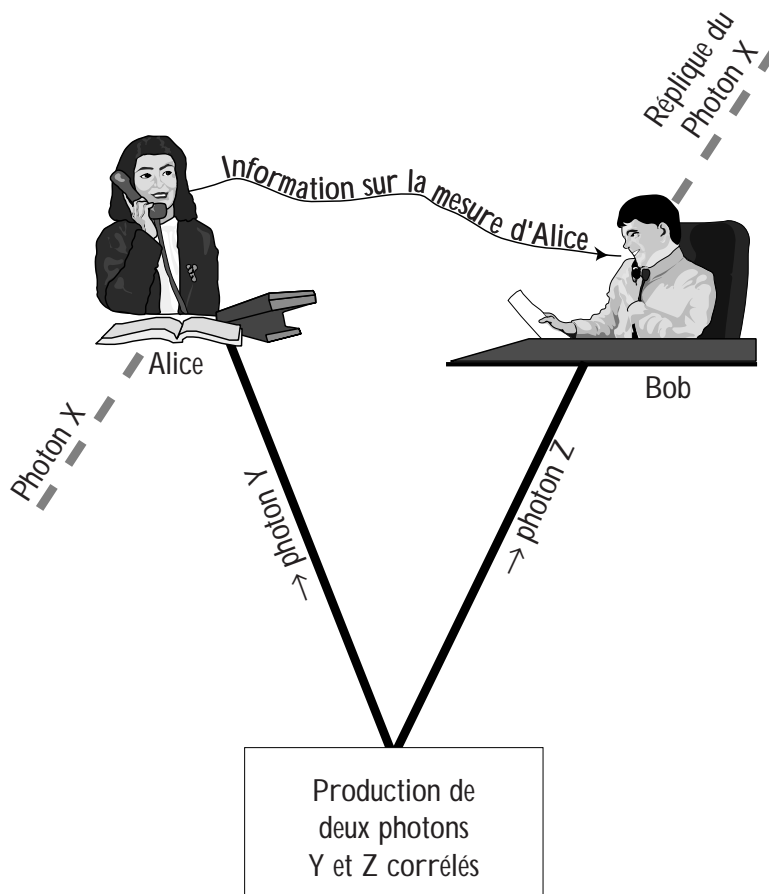 Réplique du
Photon X
Information sur la mesure d'Alice
Alice
Bob
Photon X
← photon Y
→ photon Z
Production de
deux photons
Y et Z corrélés